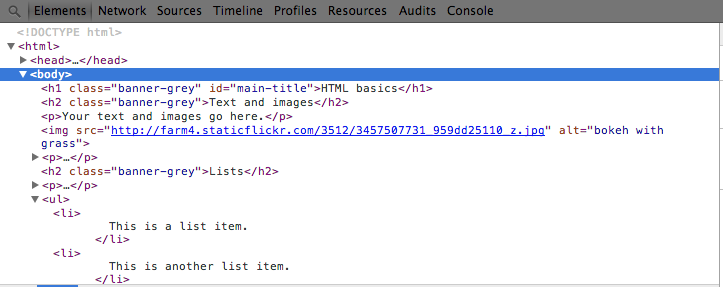 Elements Network Sources Timeline Profiles Resources Audits Console
<!DOCTYPE html>
<html>
<head>…</head>
<body>
<h1 class="banner-grey" id="main-title">HTML basics</h1>
<h2 class="banner-grey">Text and images</h2>
<p>Your text and images go here.</p>
<img src="http://farm4.staticflickr.com/3512/3457507731_959dd25110_z.jpg" alt="bokeh with
grass">
<p>…</p>
<h2 class="banner-grey">Lists</h2>
<p>…</p>
<ul>
<li>
This is a list item.
</li>
<li>
This is another list item.
</li>